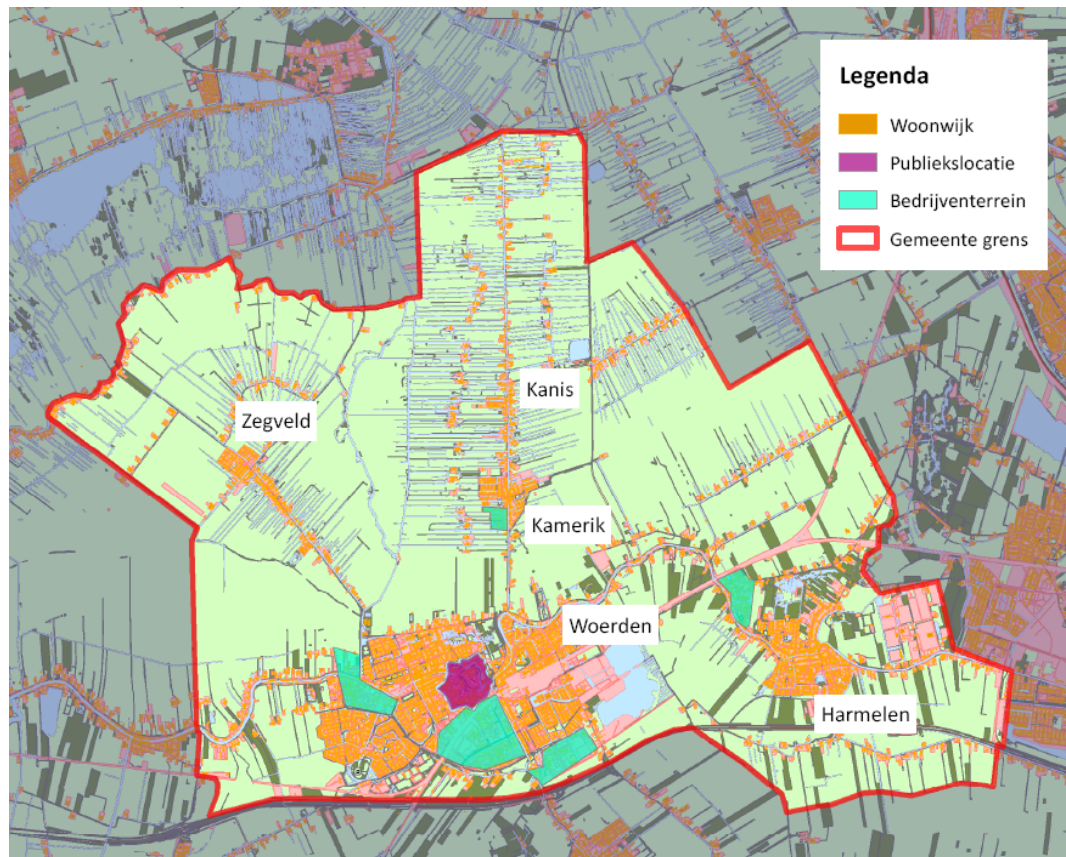 Legenda
Woonwijk
Publiekslocatie
Bedrijventerrein
Gemeente grens
Kanis
Zegveld
Kamerik
Woerden
Harmelen